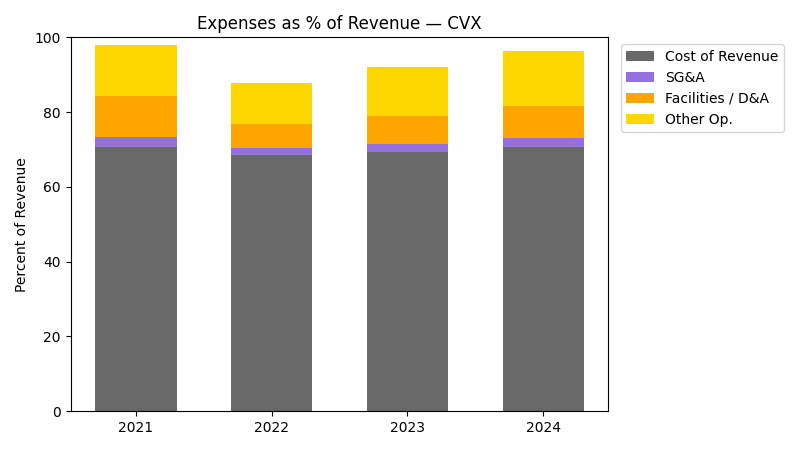 Expenses as % of Revenue — CVX
Percent of Revenue
100
80
60
40
20
0
2021
2022
2023
2024
Cost of Revenue
SG&A
Facilities / D&A
Other Op.